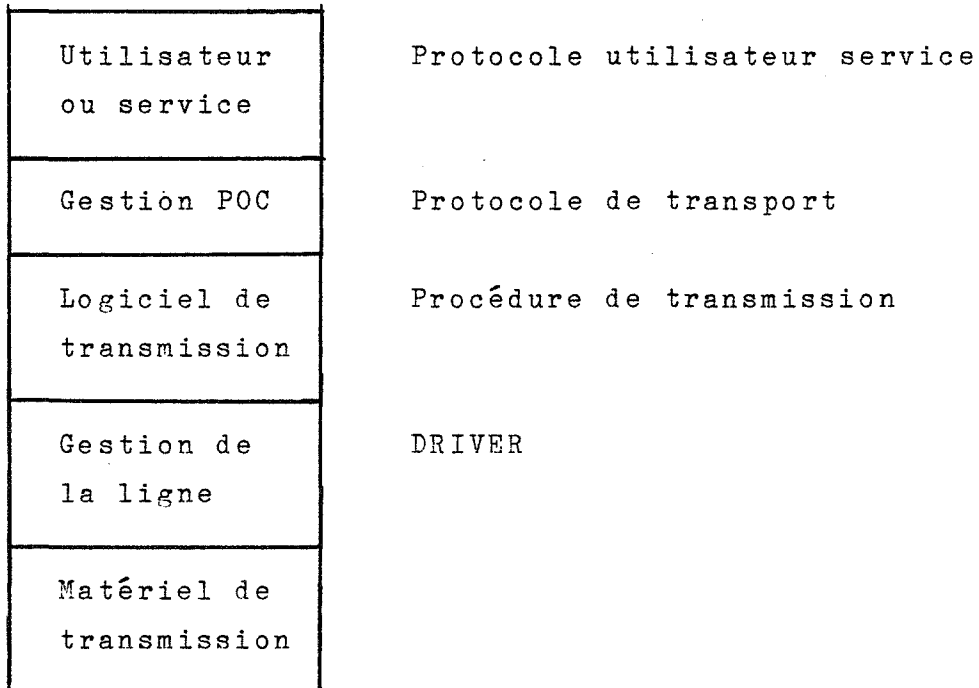 Utilisateur Protocole utilisateur service
ou service
Gestion POC Protocole de transport
Logiciel de Procédure de transmission
transmission
Gestion de DRIVER
la ligne
Matériel de
transmission